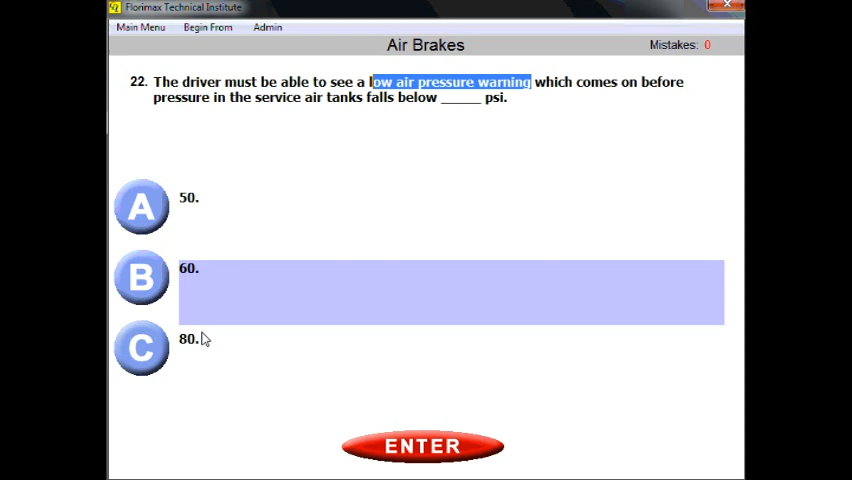 Florimax Technical Institute
Main Menu Begin From Admin
Air Brakes Mistakes: 0
22. The driver must be able to see a low air pressure warning which comes on before
pressure in the service air tanks falls below ______ psi.
A 50.
B 60.
C 80.
ENTER